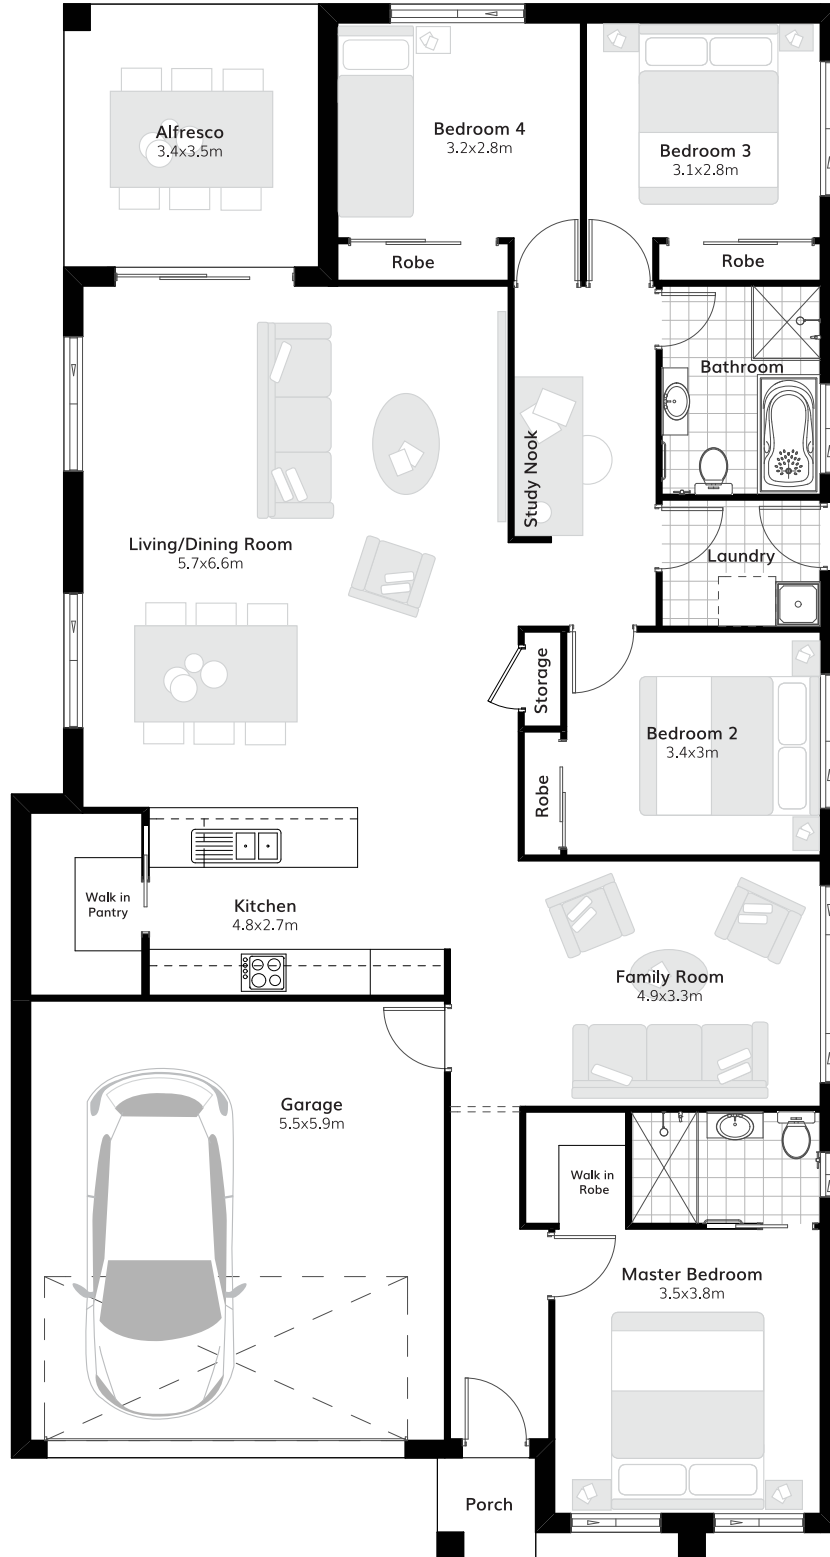 Alfresco
3.4x3.5m
Bedroom 4
3.2x2.8m
Bedroom 3
3.1x2.8m
Robe
Robe
Bathroom
Study Nook
Living/Dining Room
5.7x6.6m
Laundry
Storage
Bedroom 2
3.4x3m
Robe
Walk in
Pantry
Kitchen
4.8x2.7m
Family Room
4.9x3.3m
Garage
5.5x5.9m
Walk in
Robe
Master Bedroom
3.5x3.8m
Porch